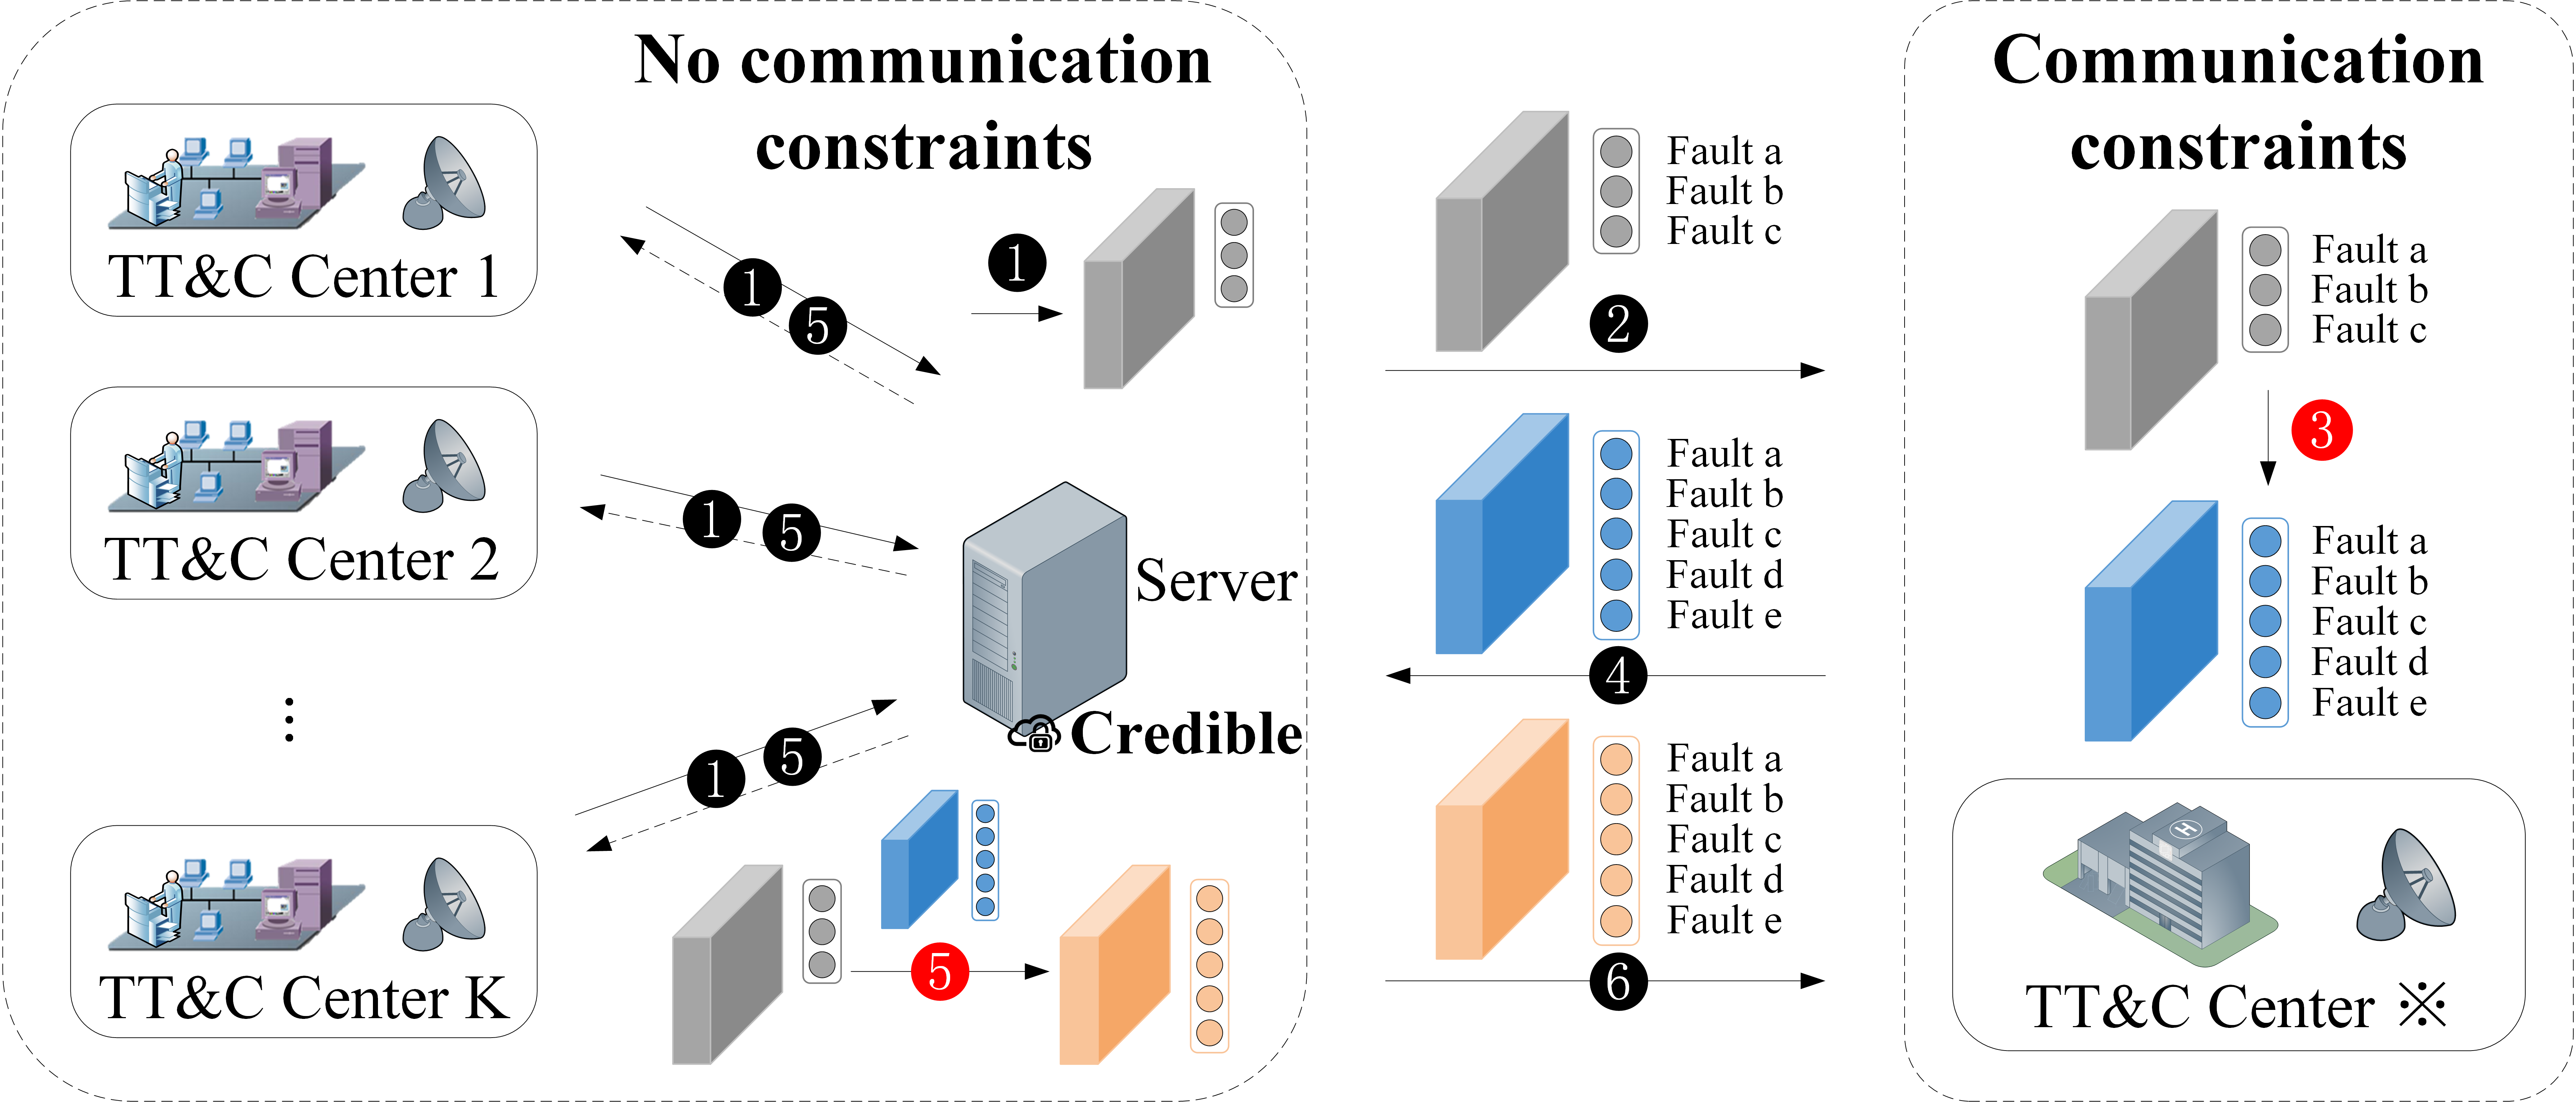 No communication
constraints
TT&C Center 1
1
5
1
TT&C Center 2
1
5
Server
Credible
⋮
1
5
TT&C Center K
5
Fault a
Fault b
Fault c
2
Fault a
Fault b
Fault c
Fault d
Fault e
4
Fault a
Fault b
Fault c
Fault d
Fault e
6
Communication
constraints
Fault a
Fault b
Fault c
3
Fault a
Fault b
Fault c
Fault d
Fault e
H
TT&C Center ※